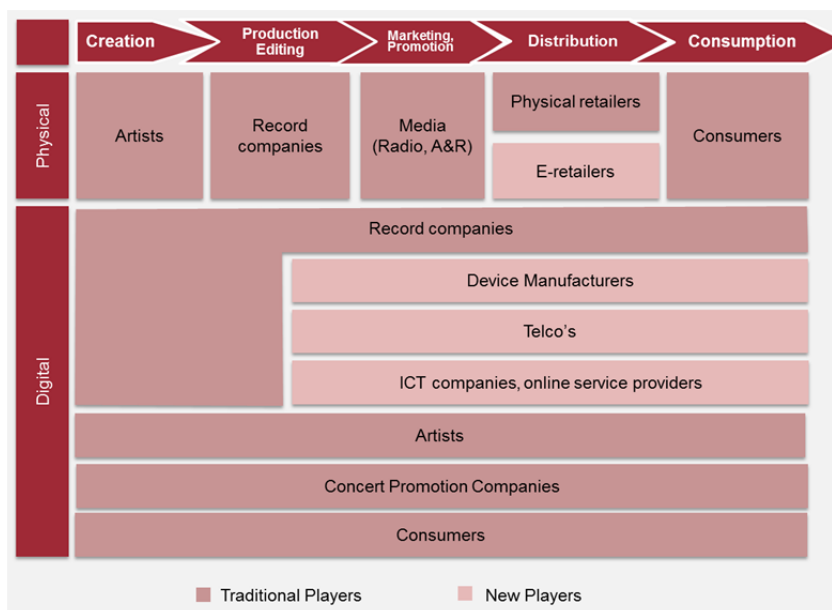 Creation
Production
Editing
Marketing,
Promotion
Distribution
Consumption
Physical
Artists
Record
companies
Media
(Radio, A&R)
Physical retailers
E-retailers
Consumers
Digital
Record companies
Device Manufacturers
Telco's
ICT companies, online service providers
Artists
Concert Promotion Companies
Consumers
Traditional Players
New Players